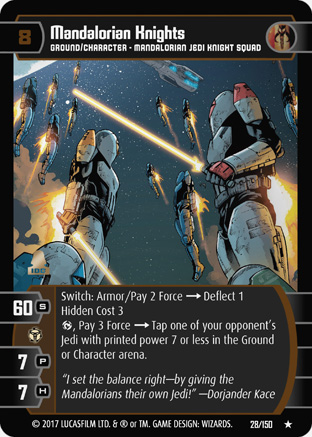 8
Mandalorian Knights
GROUND/CHARACTER - MANDALORIAN JEDI KNIGHT SQUAD
IDC
60 S
Switch: Armor/Pay 2 Force → Deflect 1
Hidden Cost 3
, Pay 3 Force → Tap one of your opponent's
Jedi with printed power 7 or less in the Ground
or Character arena.
7 P
7 H
"I set the balance right—by giving the
Mandalorians their own Jedi!" —Dorjander Kace
© 2017 LUCASFILM LTD. & ® or TM. GAME DESIGN: WIZARDS.
28/150 ★